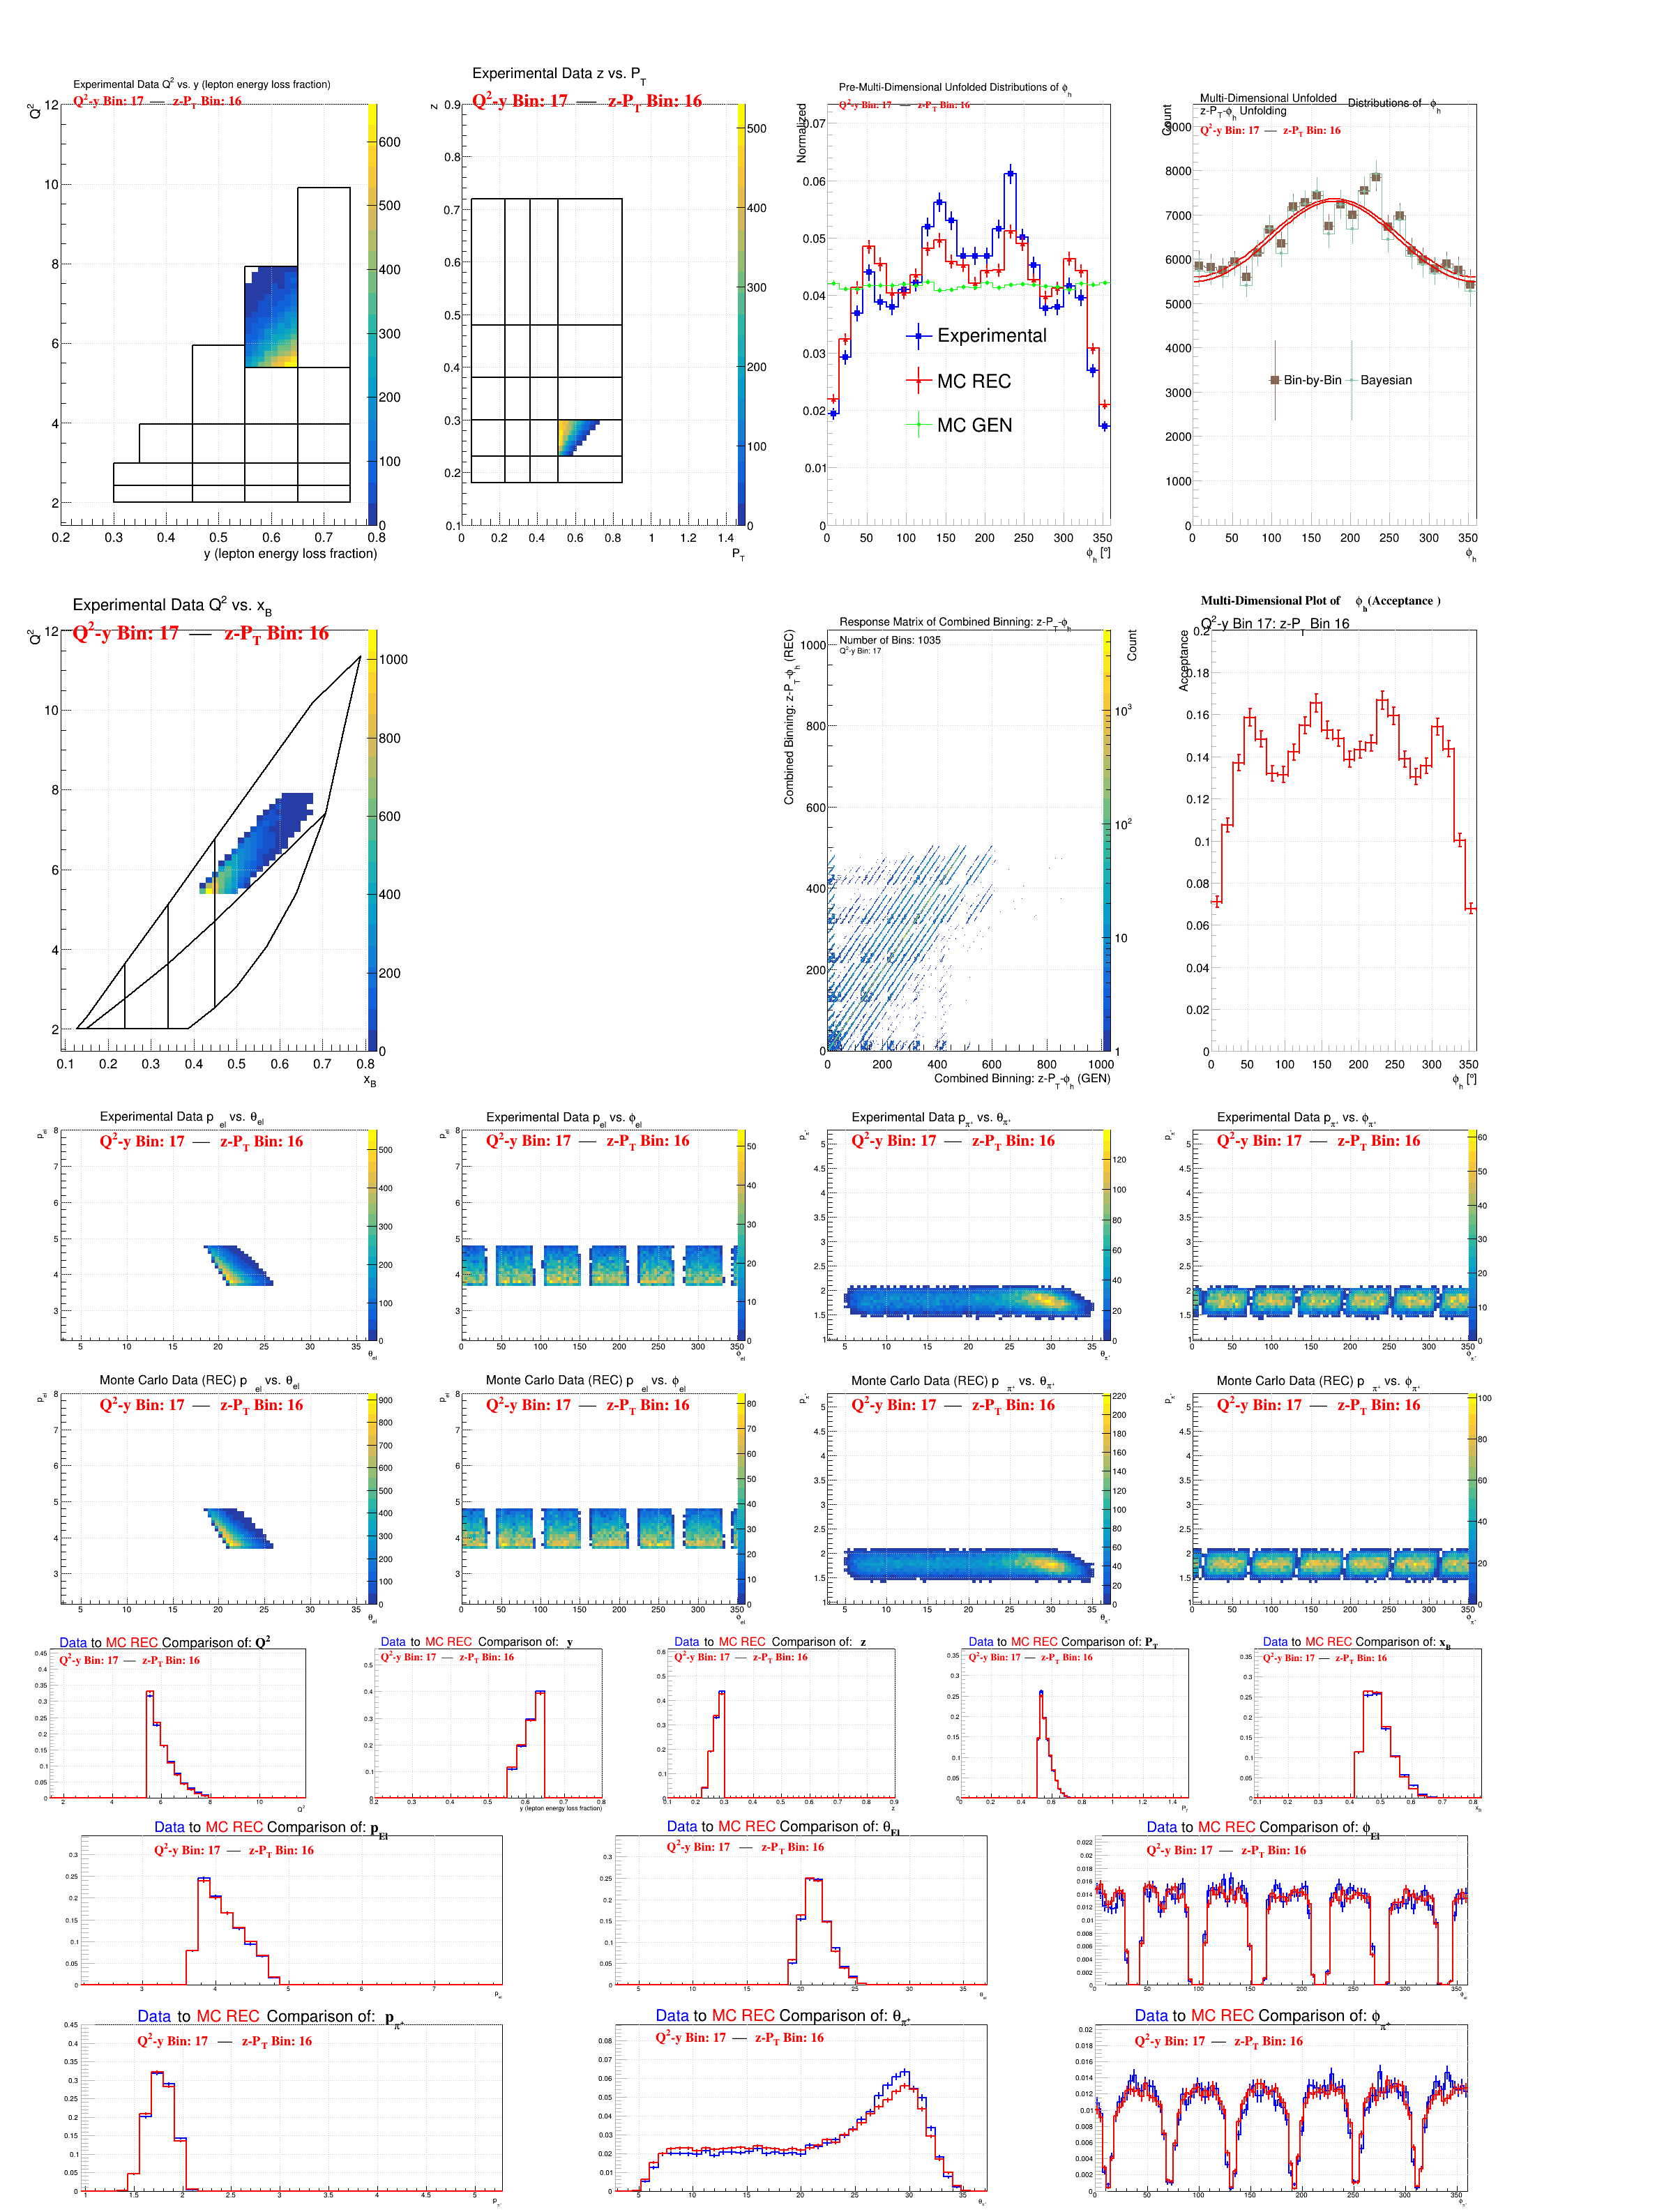 Experimental Data Q² vs. y (lepton energy loss fraction)
Q²-y Bin: 17 — z-P_T Bin: 16
Q²
y (lepton energy loss fraction)
Experimental Data z vs. P_T
Q²-y Bin: 17 — z-P_T Bin: 16
z
P_T
Pre-Multi-Dimensional Unfolded Distributions of ϕ_h
Q²-y Bin: 17 — z-P_T Bin: 16
Normalized
Experimental
MC REC
MC GEN
ϕ_h [°]
Multi-Dimensional Unfolded Distributions of ϕ_h
z-P_T-ϕ_h Unfolding
Q²-y Bin: 17 — z-P_T Bin: 16
Count
Bin-by-Bin
Bayesian
ϕ_h
Experimental Data Q² vs. x_B
Q²-y Bin: 17 — z-P_T Bin: 16
Q²
x_B
Response Matrix of Combined Binning: z-P_T-ϕ_h
Number of Bins: 1035
Q²-y Bin: 17
Combined Binning: z-P_T-ϕ_h (REC)
Count
Combined Binning: z-P_T-ϕ_h (GEN)
Multi-Dimensional Plot of ϕ_h (Acceptance )
Q²-y Bin 17: z-P_T Bin 16
Acceptance
ϕ_h [°]
Experimental Data p_el vs. θ_el
Q²-y Bin: 17 — z-P_T Bin: 16
p_el
θ_el
Experimental Data p_el vs. ϕ_el
Q²-y Bin: 17 — z-P_T Bin: 16
p_el
ϕ_el
Experimental Data p_π⁺ vs. θ_π⁺
Q²-y Bin: 17 — z-P_T Bin: 16
p_π⁺
θ_π⁺
Experimental Data p_π⁺ vs. ϕ_π⁺
Q²-y Bin: 17 — z-P_T Bin: 16
p_π⁺
ϕ_π⁺
Monte Carlo Data (REC) p_el vs. θ_el
Q²-y Bin: 17 — z-P_T Bin: 16
p_el
θ_el
Monte Carlo Data (REC) p_el vs. ϕ_el
Q²-y Bin: 17 — z-P_T Bin: 16
p_el
ϕ_el
Monte Carlo Data (REC) p_π⁺ vs. θ_π⁺
Q²-y Bin: 17 — z-P_T Bin: 16
p_π⁺
θ_π⁺
Monte Carlo Data (REC) p_π⁺ vs. ϕ_π⁺
Q²-y Bin: 17 — z-P_T Bin: 16
p_π⁺
ϕ_π⁺
Data to MC REC Comparison of: Q²
Q²-y Bin: 17 — z-P_T Bin: 16
Q²
Data to MC REC Comparison of: y
Q²-y Bin: 17 — z-P_T Bin: 16
y (lepton energy loss fraction)
Data to MC REC Comparison of: z
Q²-y Bin: 17 — z-P_T Bin: 16
z
Data to MC REC Comparison of: P_T
Q²-y Bin: 17 — z-P_T Bin: 16
P_T
Data to MC REC Comparison of: x_B
Q²-y Bin: 17 — z-P_T Bin: 16
x_B
Data to MC REC Comparison of: p_El
Q²-y Bin: 17 — z-P_T Bin: 16
p_el
Data to MC REC Comparison of: θ_El
Q²-y Bin: 17 — z-P_T Bin: 16
θ_el
Data to MC REC Comparison of: ϕ_El
Q²-y Bin: 17 — z-P_T Bin: 16
ϕ_el
Data to MC REC Comparison of: p_π⁺
Q²-y Bin: 17 — z-P_T Bin: 16
Data to MC REC Comparison of: θ_π⁺
Q²-y Bin: 17 — z-P_T Bin: 16
Data to MC REC Comparison of: ϕ_π⁺
Q²-y Bin: 17 — z-P_T Bin: 16